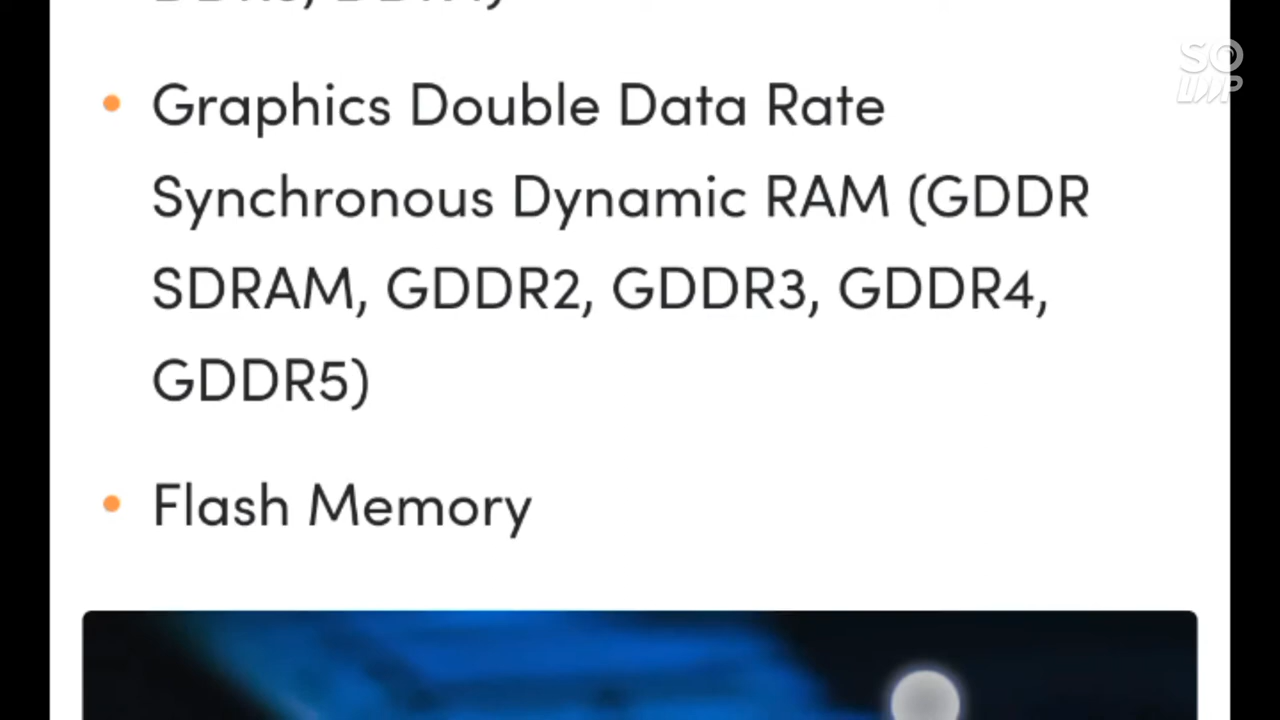 Graphics Double Data Rate
Synchronous Dynamic RAM (GDDR
SDRAM, GDDR2, GDDR3, GDDR4,
GDDR5)
Flash Memory